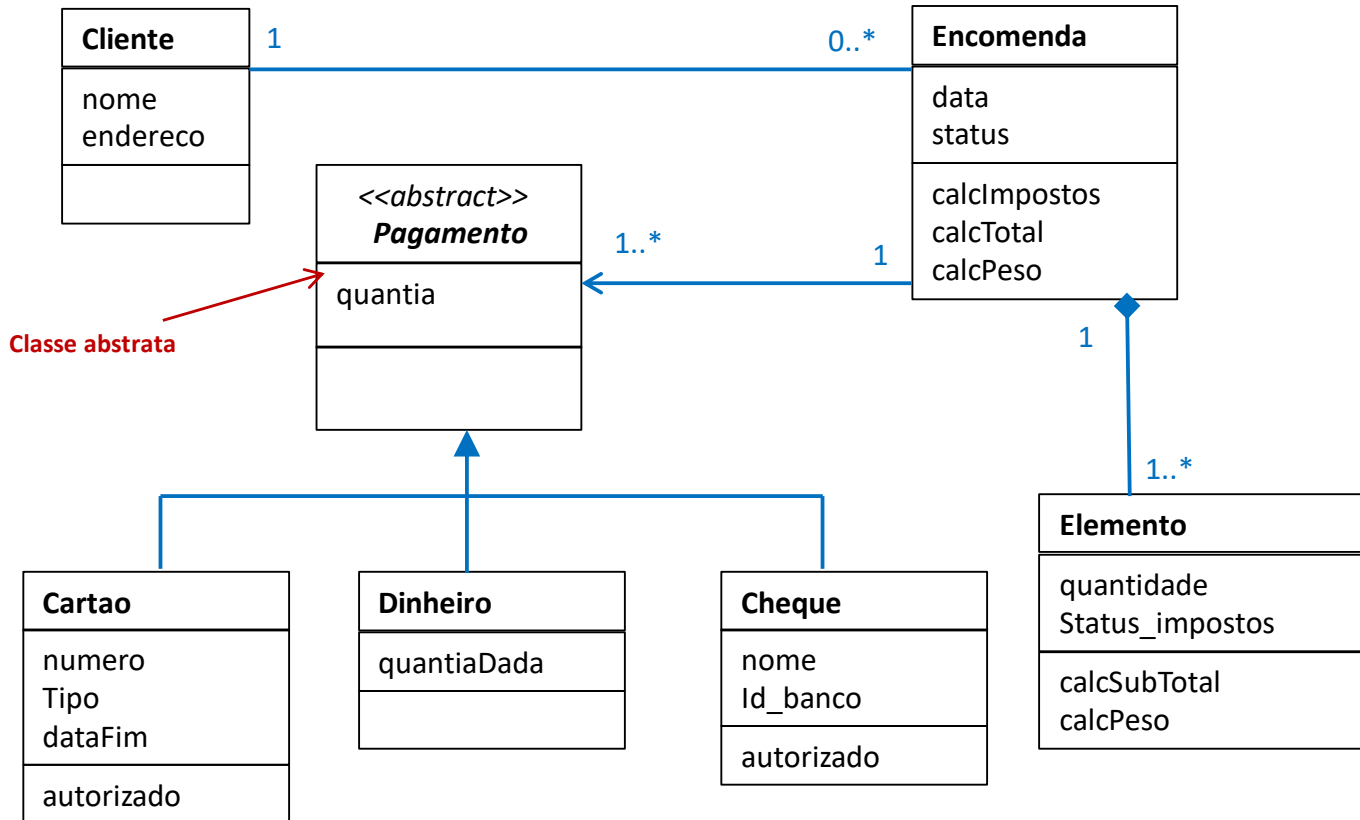 Cliente
nome
endereco
1
0..*
Encomenda
data
status
calcImpostos
calcTotal
calcPeso
<<abstract>>
Pagamento
quantia
1..*
1
Classe abstrata
1
1..*
Cartao
numero
Tipo
dataFim
autorizado
Dinheiro
quantiaDada
Cheque
nome
Id_banco
autorizado
Elemento
quantidade
Status_impostos
calcSubTotal
calcPeso